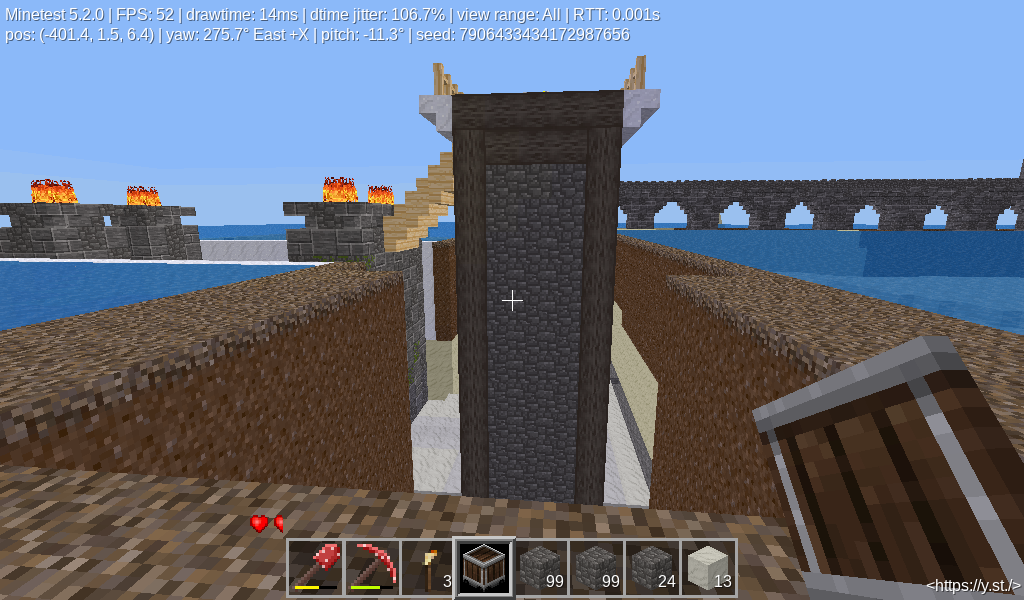 Minetest 5.2.0 | FPS: 52 | drawtime: 14ms | dtime jitter: 106.7% | view range: All | RTT: 0.001s
pos: (-401.4, 1.5, 6.4) | yaw: 275.7° East +X | pitch: -11.3° | seed: 7906433434172987656
3 99 99 24 13
<https://y.st./>